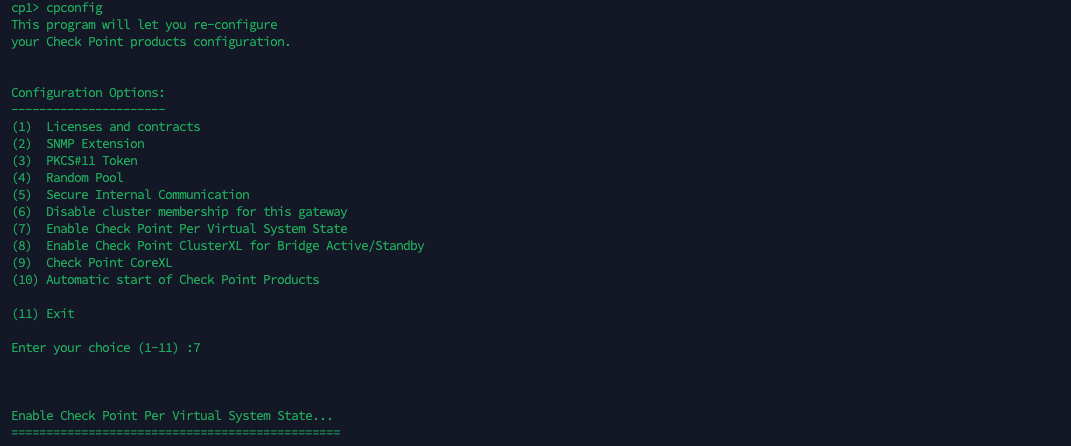 cp1> cpconfig
This program will let you re-configure
your Check Point products configuration.
Configuration Options:
----------------------
(1)  Licenses and contracts
(2)  SNMP Extension
(3)  PKCS#11 Token
(4)  Random Pool
(5)  Secure Internal Communication
(6)  Disable cluster membership for this gateway
(7)  Enable Check Point Per Virtual System State
(8)  Enable Check Point ClusterXL for Bridge Active/Standby
(9)  Check Point CoreXL
(10) Automatic start of Check Point Products
(11) Exit
Enter your choice (1-11) :7
Enable Check Point Per Virtual System State...
===============================================